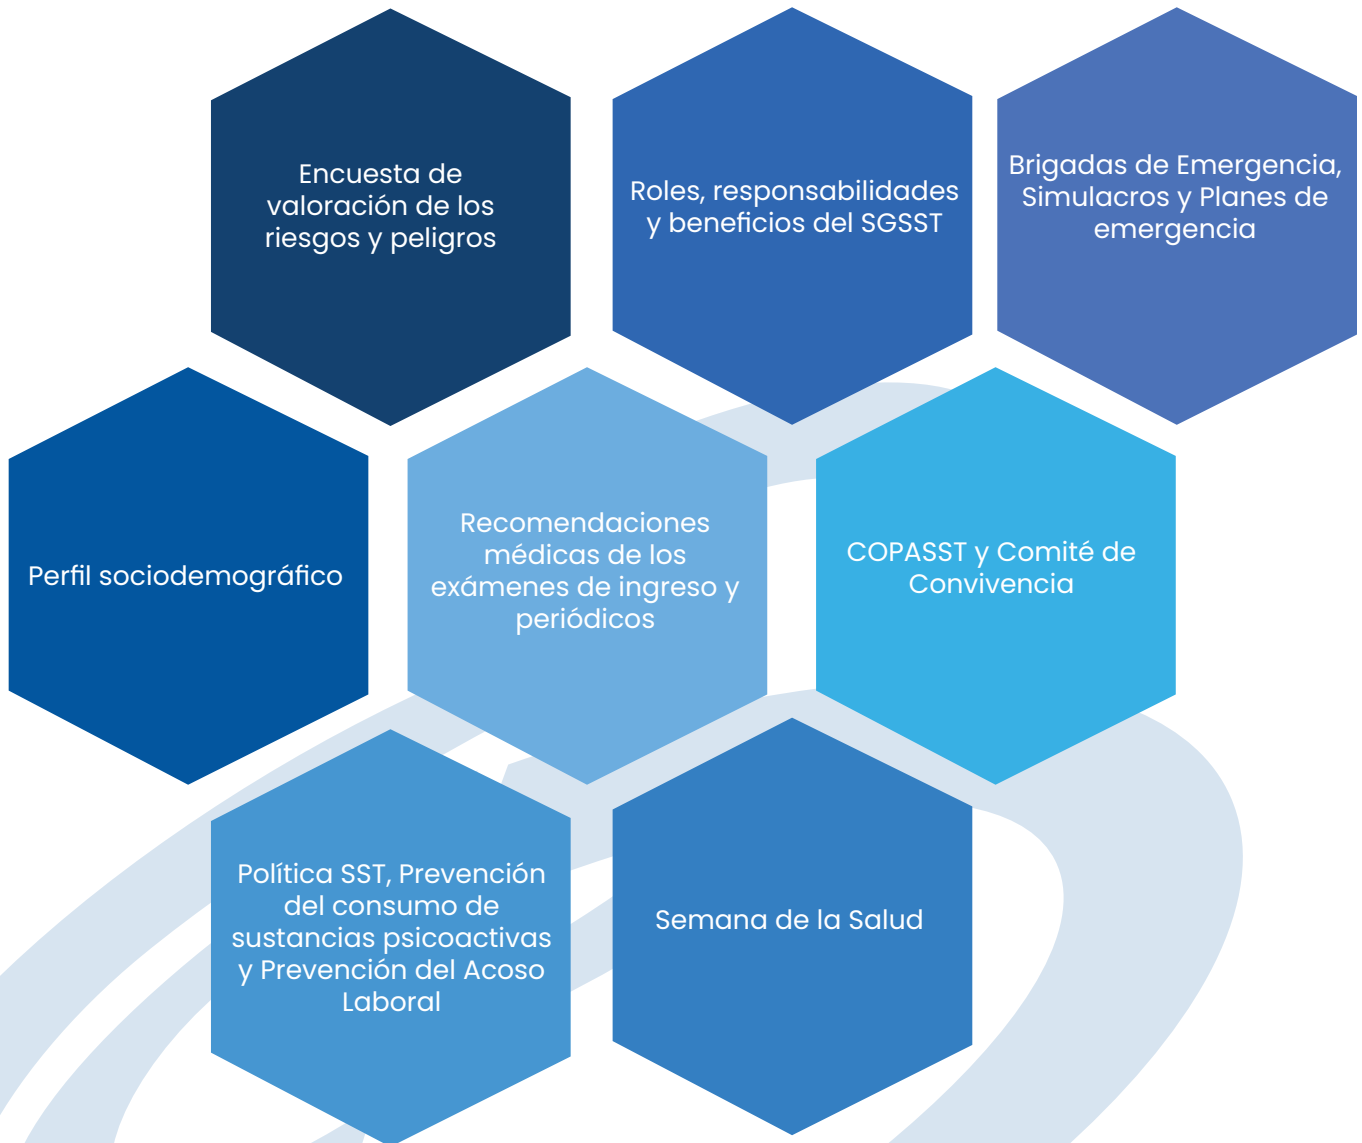 Encuesta de
valoración de los
riesgos y peligros
Roles, responsabilidades
y beneficios del SGSST
Brigadas de Emergencia,
Simulacros y Planes de
emergencia
Perfil sociodemográfico
Recomendaciones
médicas de los
exámenes de ingreso y
periódicos
COPASST y Comité de
Convivencia
Política SST, Prevención
del consumo de
sustancias psicoactivas
y Prevención del Acoso
Laboral
Semana de la Salud